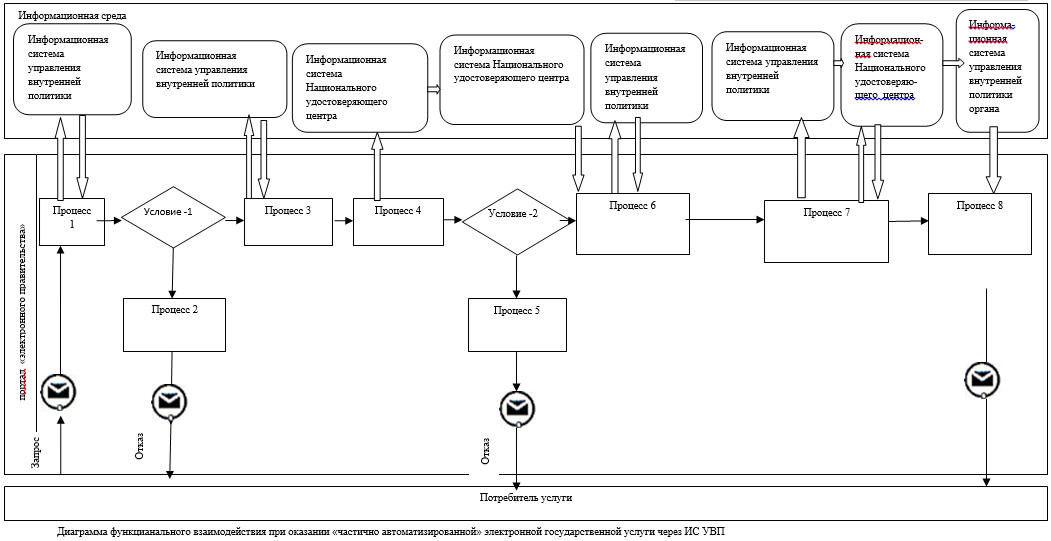 Информационная среда
Информационная
система
управления
внутренней
политики
Информационная
система управления
внутренней политики
Информационная
система
Национального
удостоверяющего
центра
Информационная
система Национального
удостоверяющего центра
Информационная
система
управления
внутренней
политики
Информационная
система управления
внутренней
политики
Информацион-
ная система
Национального
удостоверяю-
щего центра
Информа-
ционная
система
управления
внутренней
политики
органа
портал «электронного правительства»
Процесс
1
Условие -1
Процесс 3
Процесс 4
Условие -2
Процесс 6
Процесс 7
Процесс 8
Процесс 2
Процесс 5
Запрос
Отказ
Отказ
Потребитель услуги
Диаграмма функцианального взаимодействия при оказании «частично автоматизированной» электронной государственной услуги через ИС УВП